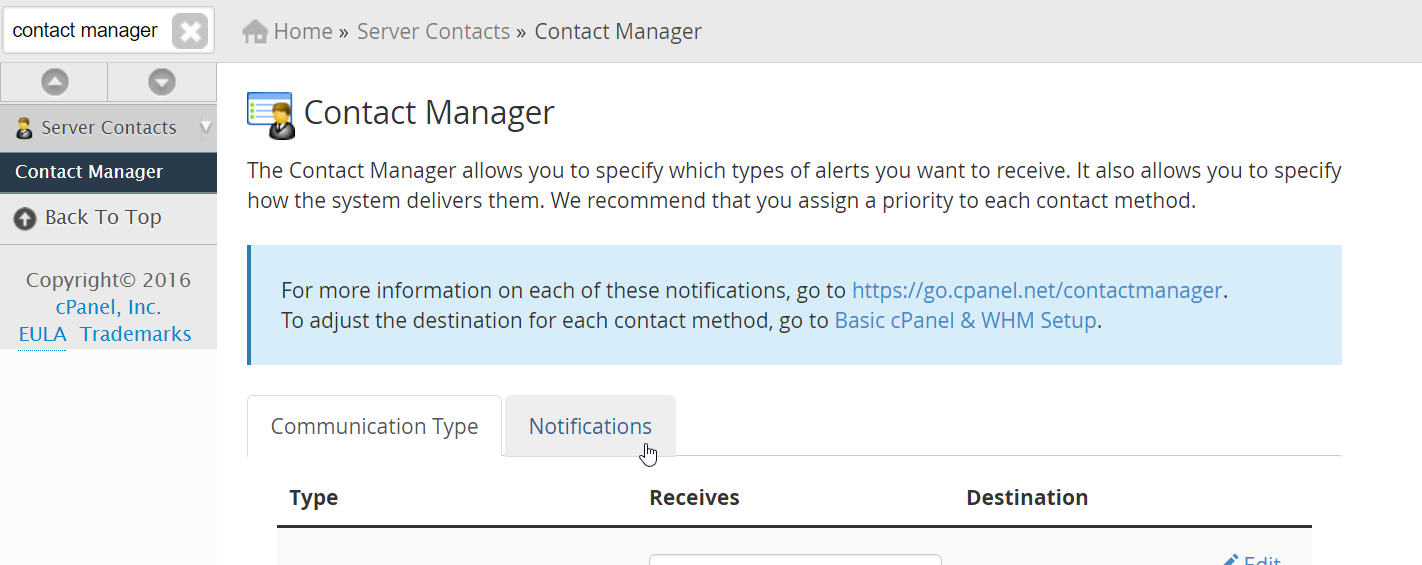 contact manager
Home » Server Contacts » Contact Manager
Server Contacts
Contact Manager
Back To Top
Copyright© 2016
cPanel, Inc.
EULA Trademarks
Contact Manager
The Contact Manager allows you to specify which types of alerts you want to receive. It also allows you to specify
how the system delivers them. We recommend that you assign a priority to each contact method.
For more information on each of these notifications, go to https://go.cpanel.net/contactmanager.
To adjust the destination for each contact method, go to Basic cPanel & WHM Setup.
Communication Type Notifications
Type Receives Destination
Edit